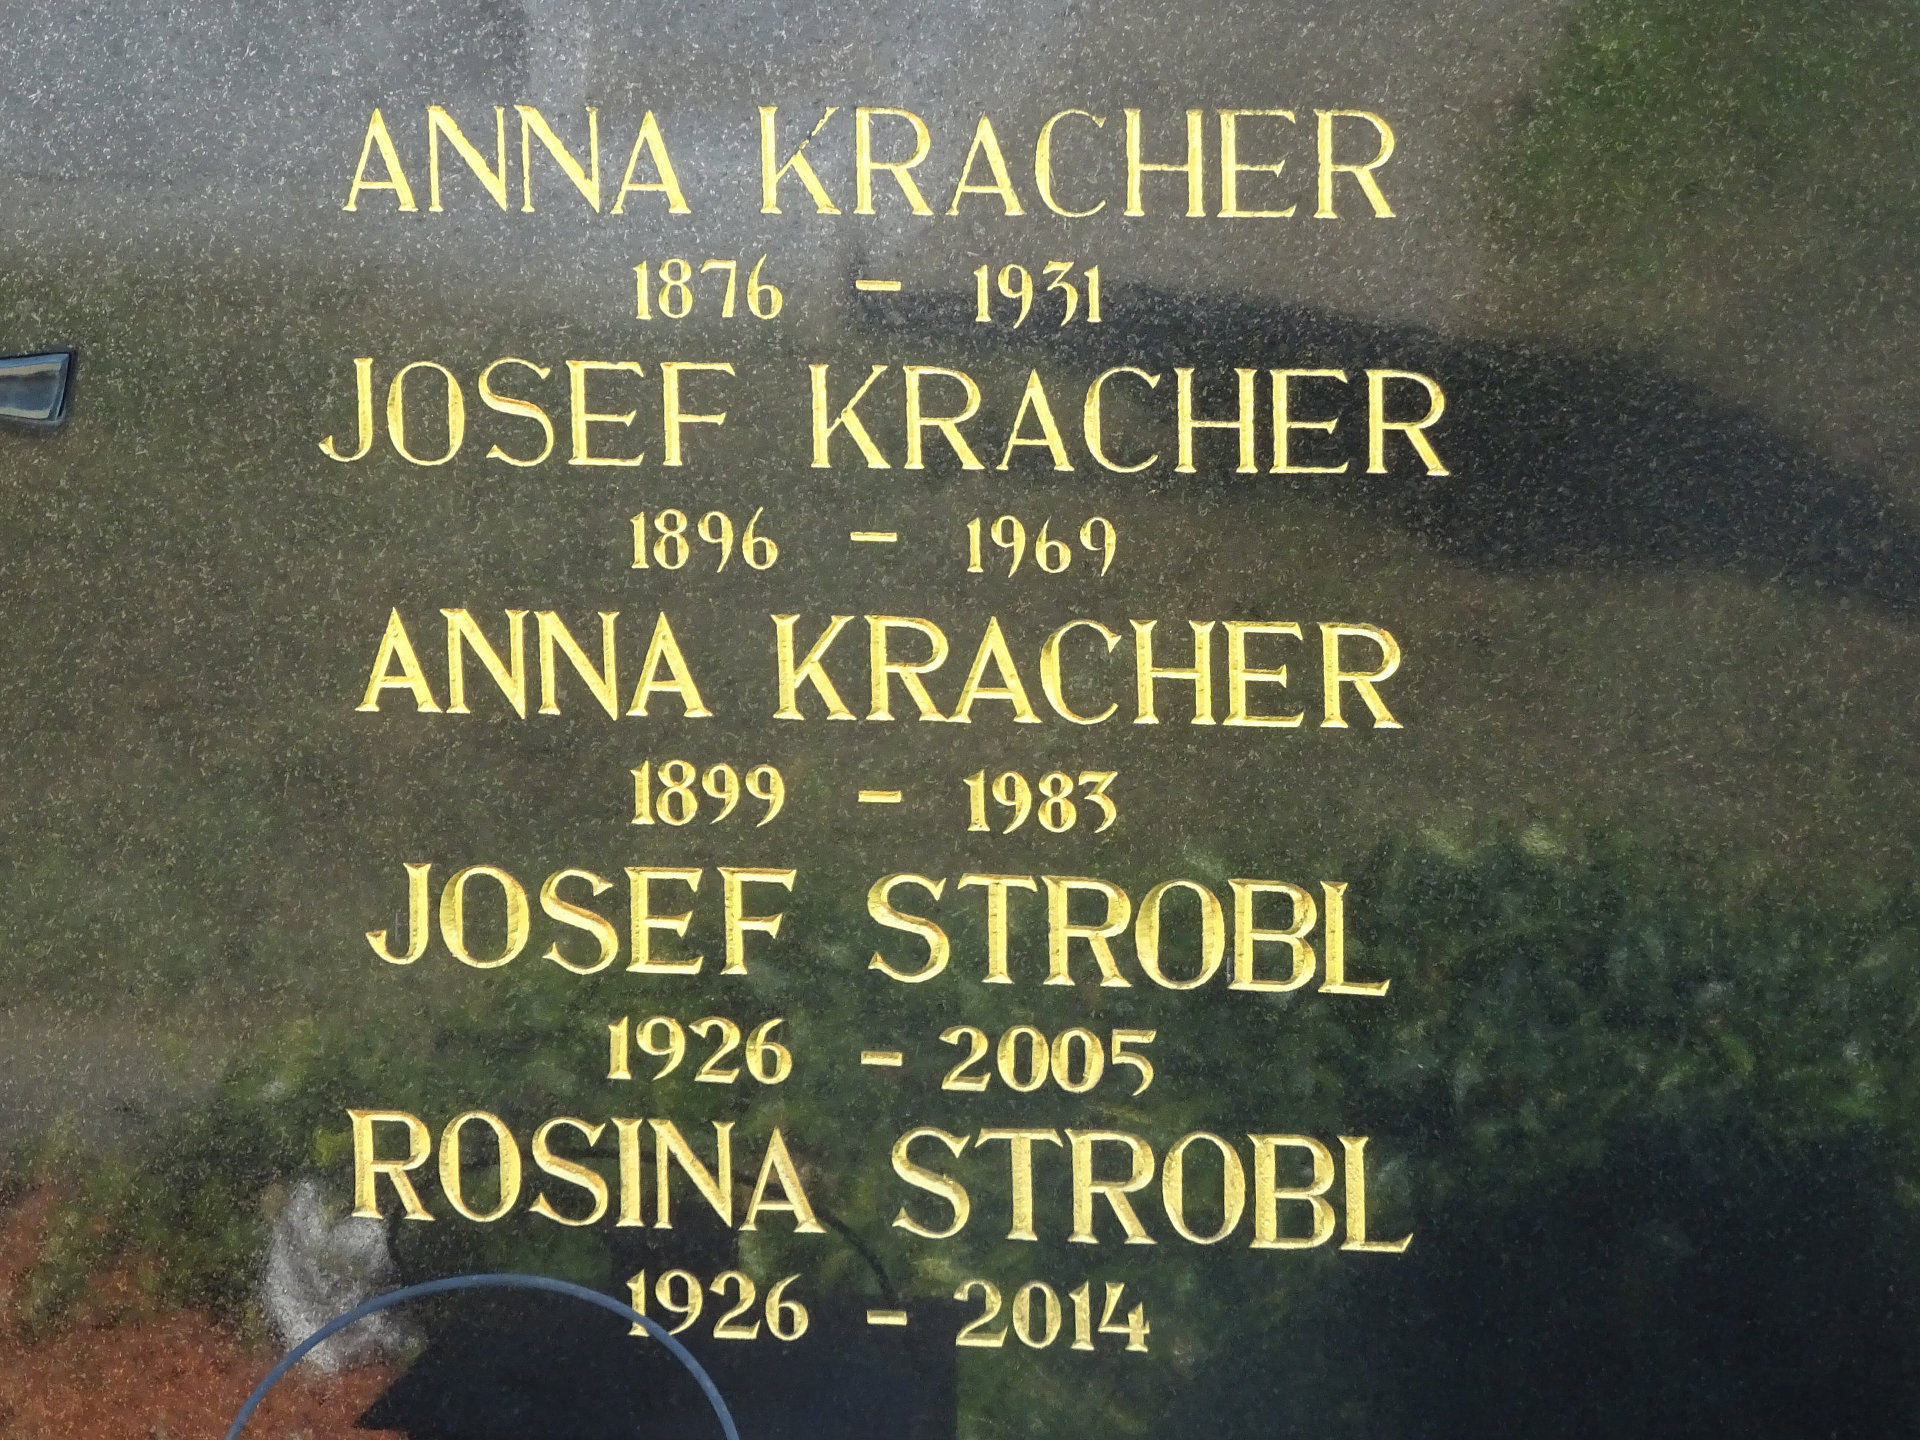 ANNA KRACHER
1876 – 1931
JOSEF KRACHER
1896 – 1969
ANNA KRACHER
1899 – 1983
JOSEF STROBL
1926 – 2005
ROSINA STROBL
1926 – 2014